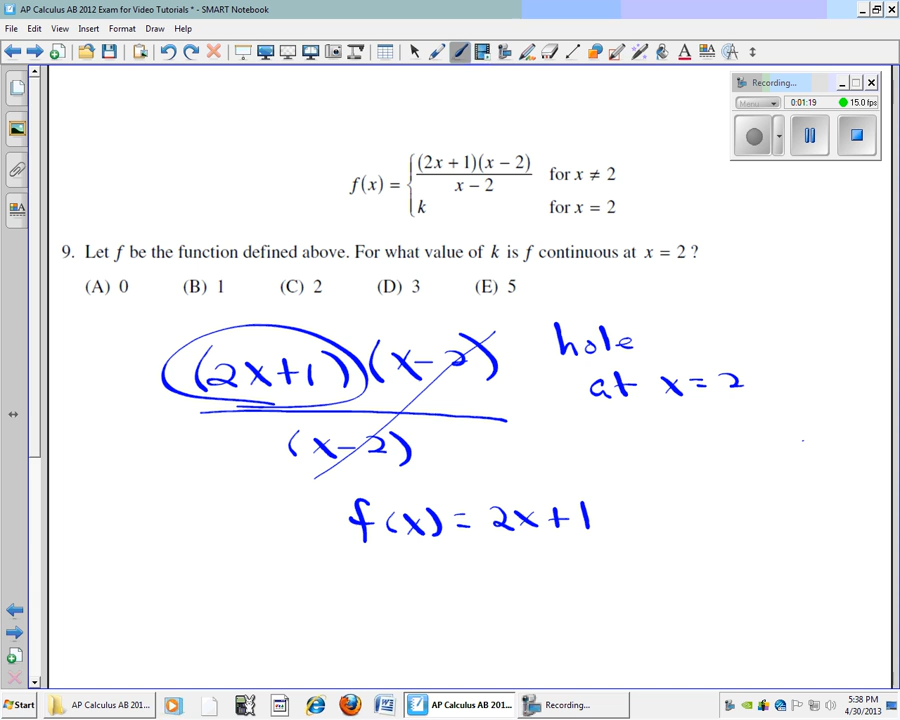 AP Calculus AB 2012 Exam for Video Tutorials * - SMART Notebook
File Edit View Insert Format Draw Help
Recording...
Menu 0:01:19 15.0 fps
f(x) = { (2x + 1)(x − 2) / x − 2 for x ≠ 2
k for x = 2
9. Let f be the function defined above. For what value of k is f continuous at x = 2 ?
(A) 0 (B) 1 (C) 2 (D) 3 (E) 5
((2x+1))(x-2)
(x-2)
hole
at x=2
f(x)=2x+1
Start AP Calculus AB 201... AP Calculus AB 201... Recording... 5:38 PM
4/30/2013